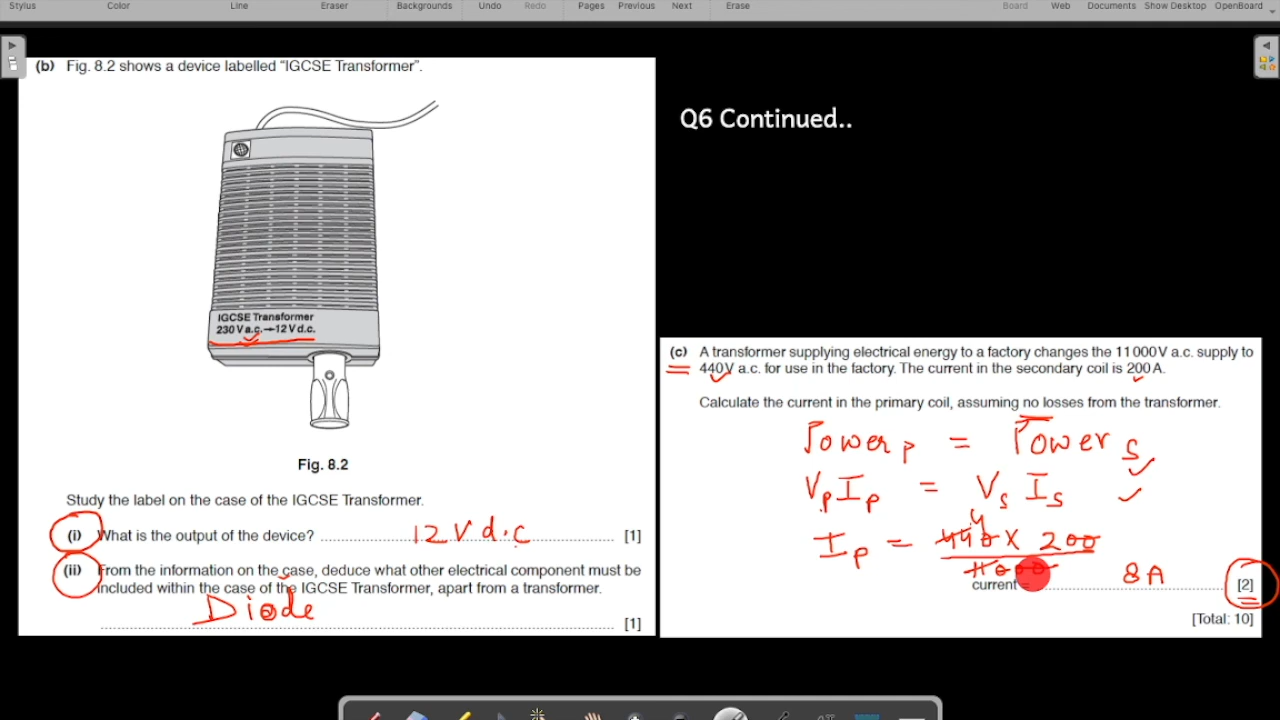 Stylus Color Line Eraser Backgrounds Undo Redo Pages Previous Next Erase Board Web Documents Show Desktop OpenBoard
(b) Fig. 8.2 shows a device labelled “IGCSE Transformer”.
IGCSE Transformer
230 V a.c.→12 V d.c.
Fig. 8.2
Study the label on the case of the IGCSE Transformer.
(i) What is the output of the device? 12 V d.c [1]
(ii) From the information on the case, deduce what other electrical component must be
included within the case of the IGCSE Transformer, apart from a transformer.
Diode [1]
Q6 Continued..
(c) A transformer supplying electrical energy to a factory changes the 11 000 V a.c. supply to
440 V a.c. for use in the factory. The current in the secondary coil is 200 A.
Calculate the current in the primary coil, assuming no losses from the transformer.
Power P = Power S
VP IP = VS IS
4
IP = 440 X 200
current = 8 A [2]
[Total: 10]